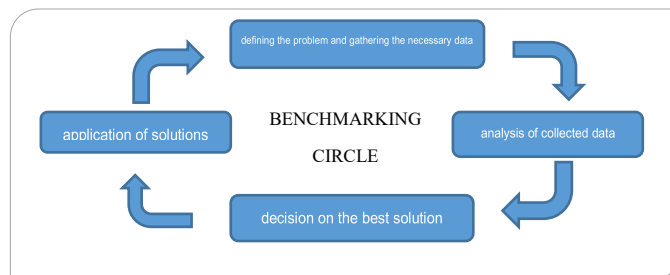 defining the problem and gathering the necessary data
BENCHMARKING
CIRCLE
application of solutions
analysis of collected data
decision on the best solution